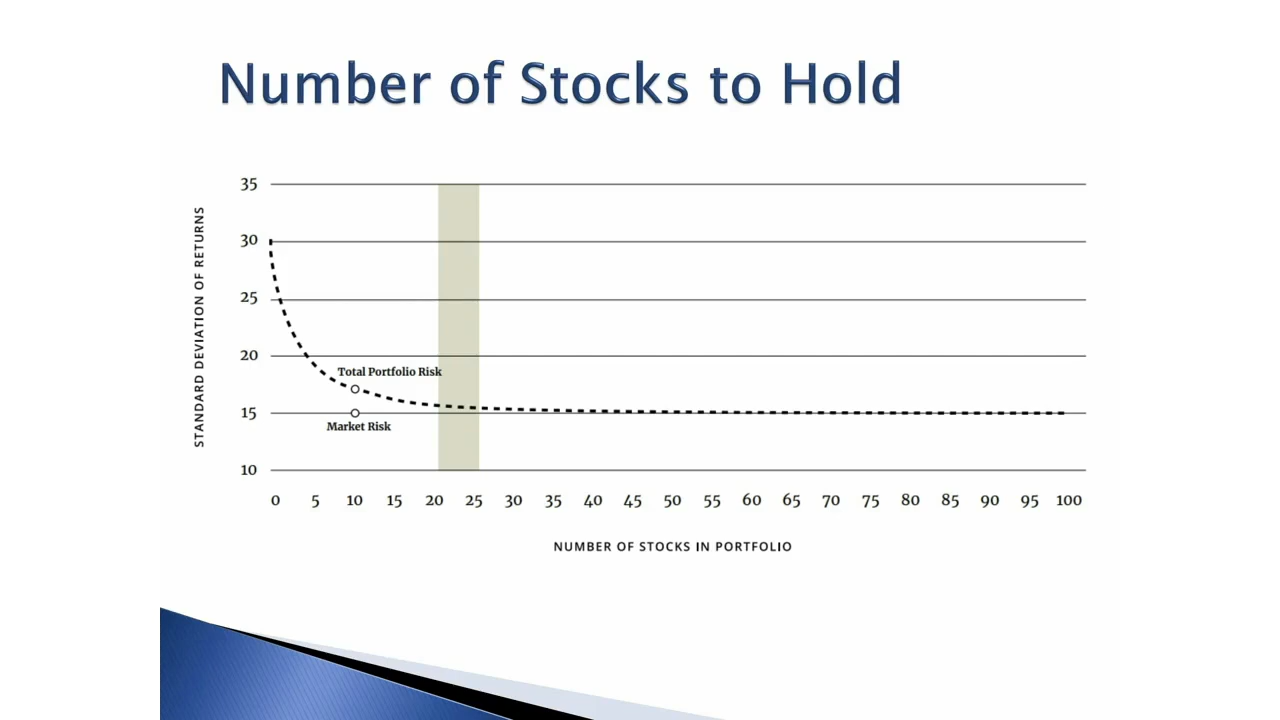 Number of Stocks to Hold
STANDARD DEVIATION OF RETURNS
35
30
25
20
15
10
Total Portfolio Risk
Market Risk
0 5 10 15 20 25 30 35 40 45 50 55 60 65 70 75 80 85 90 95 100
NUMBER OF STOCKS IN PORTFOLIO